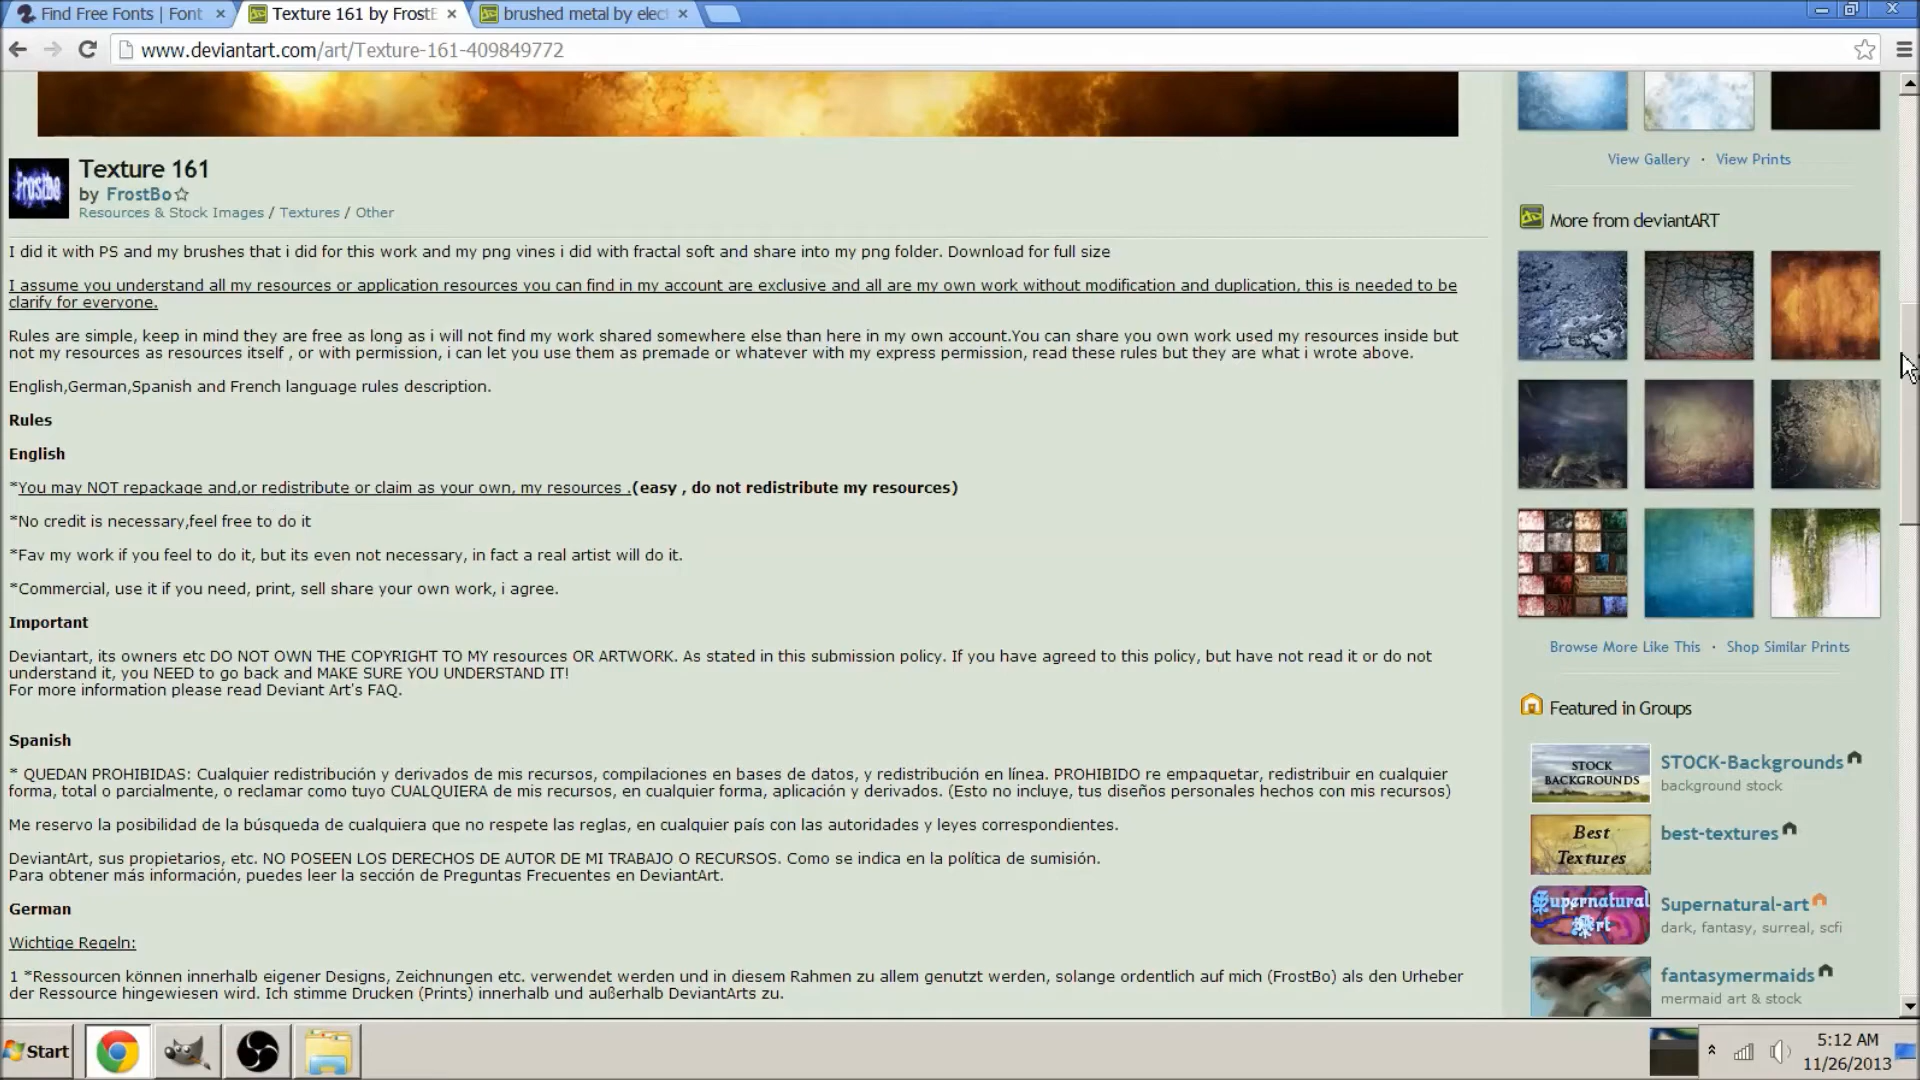 Find Free Fonts | Font
Texture 161 by FrostB
brushed metal by elec
www.deviantart.com/art/Texture-161-409849772
Texture 161
by FrostBo
Resources & Stock Images / Textures / Other
I did it with PS and my brushes that i did for this work and my png vines i did with fractal soft and share into my png folder. Download for full size
I assume you understand all my resources or application resources you can find in my account are exclusive and all are my own work without modification and duplication, this is needed to be
clarify for everyone.
Rules are simple, keep in mind they are free as long as i will not find my work shared somewhere else than here in my own account.You can share you own work used my resources inside but
not my resources as resources itself , or with permission, i can let you use them as premade or whatever with my express permission, read these rules but they are what i wrote above.
English,German,Spanish and French language rules description.
Rules
English
*You may NOT repackage and,or redistribute or claim as your own, my resources .(easy , do not redistribute my resources)
*No credit is necessary,feel free to do it
*Fav my work if you feel to do it, but its even not necessary, in fact a real artist will do it.
*Commercial, use it if you need, print, sell share your own work, i agree.
Important
Deviantart, its owners etc DO NOT OWN THE COPYRIGHT TO MY resources OR ARTWORK. As stated in this submission policy. If you have agreed to this policy, but have not read it or do not
understand it, you NEED to go back and MAKE SURE YOU UNDERSTAND IT!
For more information please read Deviant Art's FAQ.
Spanish
* QUEDAN PROHIBIDAS: Cualquier redistribución y derivados de mis recursos, compilaciones en bases de datos, y redistribución en línea. PROHIBIDO re empaquetar, redistribuir en cualquier
forma, total o parcialmente, o reclamar como tuyo CUALQUIERA de mis recursos, en cualquier forma, aplicación y derivados. (Esto no incluye, tus diseños personales hechos con mis recursos)
Me reservo la posibilidad de la búsqueda de cualquiera que no respete las reglas, en cualquier país con las autoridades y leyes correspondientes.
DeviantArt, sus propietarios, etc. NO POSEEN LOS DERECHOS DE AUTOR DE MI TRABAJO O RECURSOS. Como se indica en la política de sumisión.
Para obtener más información, puedes leer la sección de Preguntas Frecuentes en DeviantArt.
German
Wichtige Regeln:
1 *Ressourcen können innerhalb eigener Designs, Zeichnungen etc. verwendet werden und in diesem Rahmen zu allem genutzt werden, solange ordentlich auf mich (FrostBo) als den Urheber
der Ressource hingewiesen wird. Ich stimme Drucken (Prints) innerhalb und außerhalb DeviantArts zu.
View Gallery · View Prints
More from deviantART
Browse More Like This · Shop Similar Prints
Featured in Groups
STOCK
BACKGROUNDS
STOCK-Backgrounds
background stock
Best
Textures
best-textures
Supernatural
Art
Supernatural-art
dark, fantasy, surreal, scfi
fantasymermaids
mermaid art & stock
Start
5:12 AM
11/26/2013